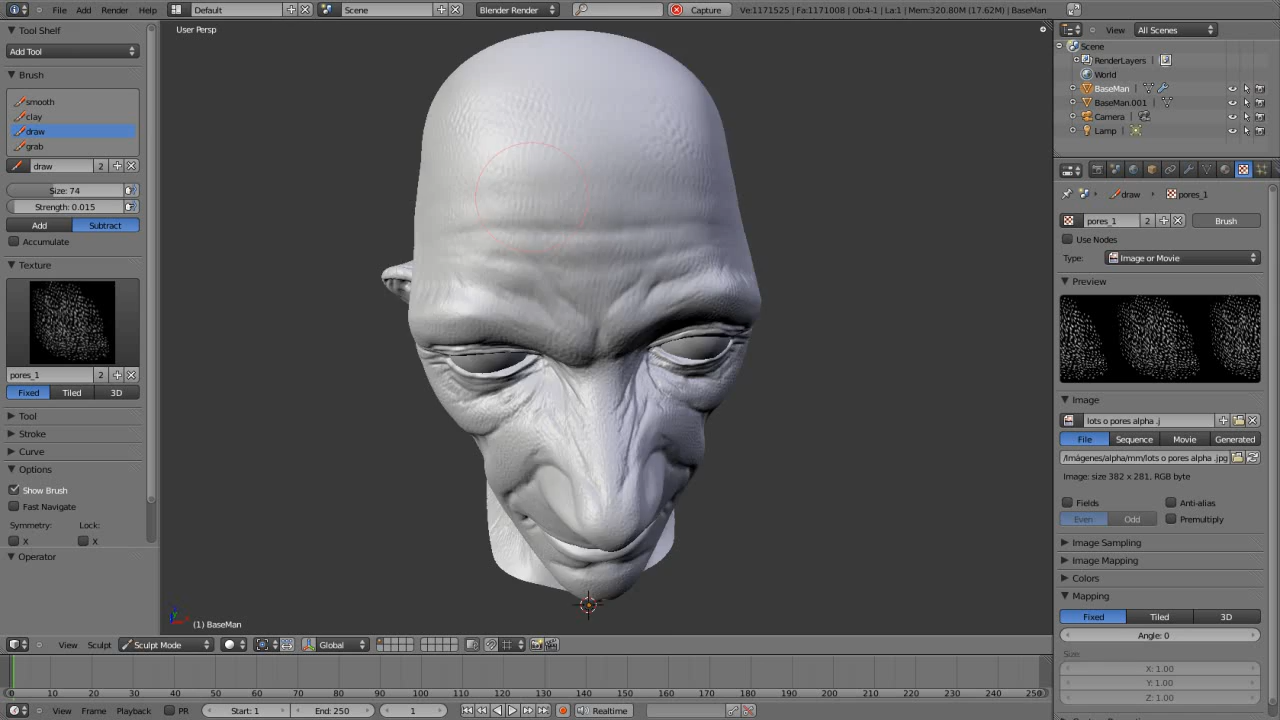 File Add Render Help Default Scene Blender Render Capture Ve:1171525 | Fa:1171008 | Ob:4-1 | La:1 | Mem:320.80M (17.62M) | BaseMan
Tool Shelf
Add Tool
Brush
smooth
clay
draw
grab
draw 2
Size: 74
Strength: 0.015
Add Subtract
Accumulate
Texture
pores_1 2
Fixed Tiled 3D
Tool
Stroke
Curve
Options
Show Brush
Fast Navigate
Symmetry: Lock:
X X
Operator
User Persp
(1) BaseMan
View Sculpt Sculpt Mode Global
0 10 20 30 40 50 60 70 80 90 100 110 120 130 140 150 160 170 180 190 200 210 220 230 240 250
View Frame Playback PR Start: 1 End: 250 1 Realtime
View All Scenes
Scene
RenderLayers
World
BaseMan
BaseMan.001
Camera
Lamp
draw pores_1
pores_1 2 Brush
Use Nodes
Type: Image or Movie
Preview
Image
lots o pores alpha .j
File Sequence Movie Generated
/Imágenes/alpha/mm/lots o pores alpha .jpg
Image: size 382 x 281, RGB byte
Fields Anti-alias
Even Odd Premultiply
Image Sampling
Image Mapping
Colors
Mapping
Fixed Tiled 3D
Angle: 0
Size:
X: 1.00
Y: 1.00
Z: 1.00